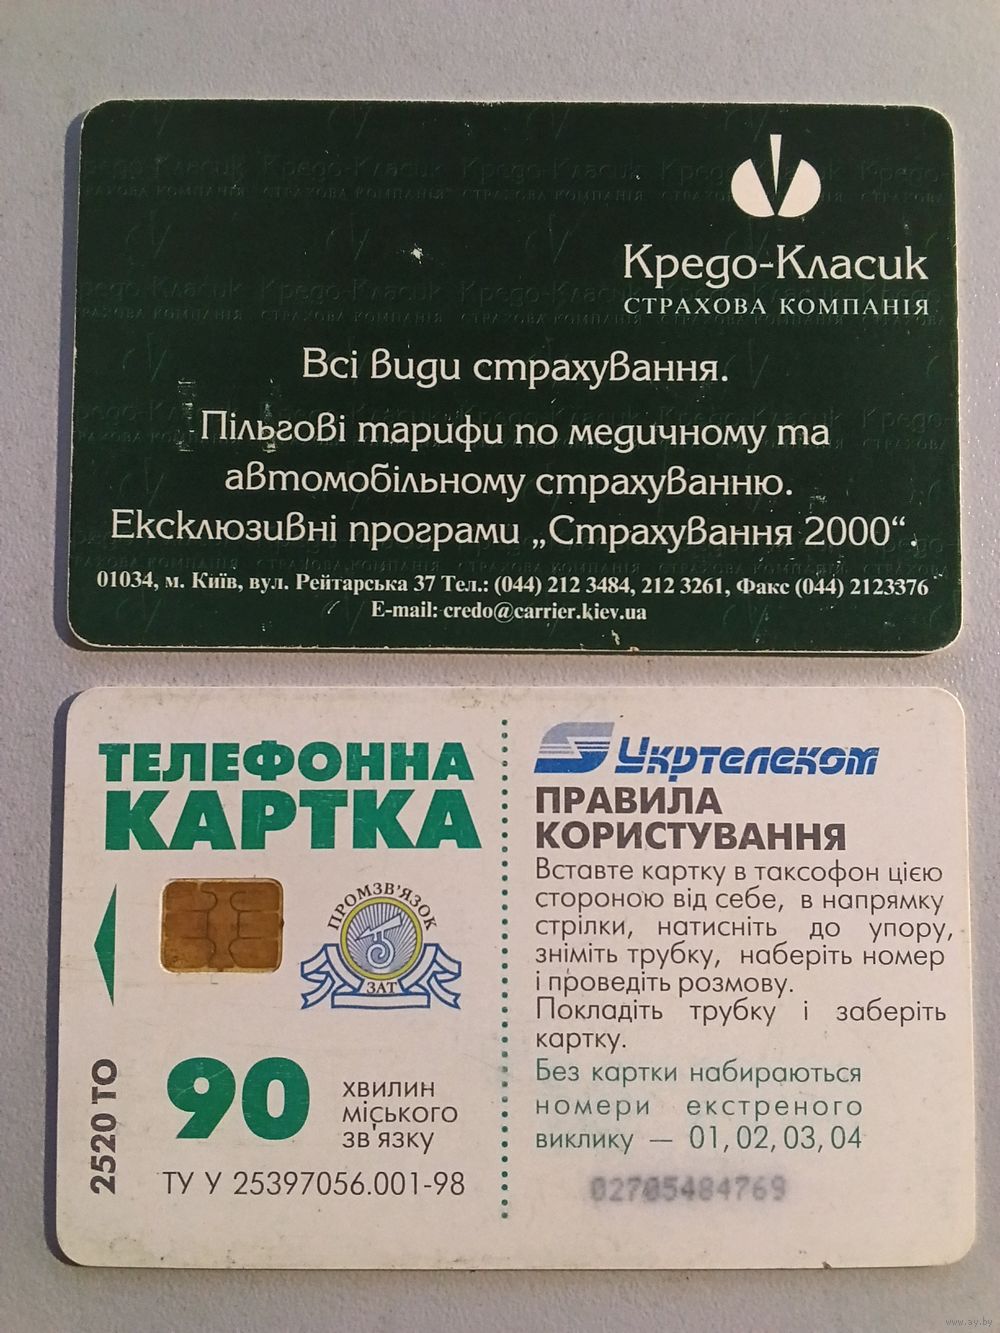 Кредо-Класик
СТРАХОВА КОМПАНІЯ
Всі види страхування.
Пільгові тарифи по медичному та
автомобільному страхуванню.
Ексклюзивні програми „Страхування 2000“.
01034, м. Київ, вул. Рейтарська 37 Тел.: (044) 212 3484, 212 3261, Факс (044) 2123376
E-mail: credo@carrier.kiev.ua
ТЕЛЕФОННА
КАРТКА
ПРОМЗВ'ЯЗОК
ЗАТ
90
ХВИЛИН
МІСЬКОГО
ЗВ'ЯЗКУ
2520 ТО
ТУ У 25397056.001-98
Укртелеком
ПРАВИЛА
КОРИСТУВАННЯ
Вставте картку в таксофон цією
стороною від себе, в напрямку
стрілки, натисніть до упору,
зніміть трубку, наберіть номер
і проведіть розмову.
Покладіть трубку і заберіть
картку.
Без картки набираються
номери екстреного
виклику — 01, 02, 03, 04
02705484769
www.ay.by